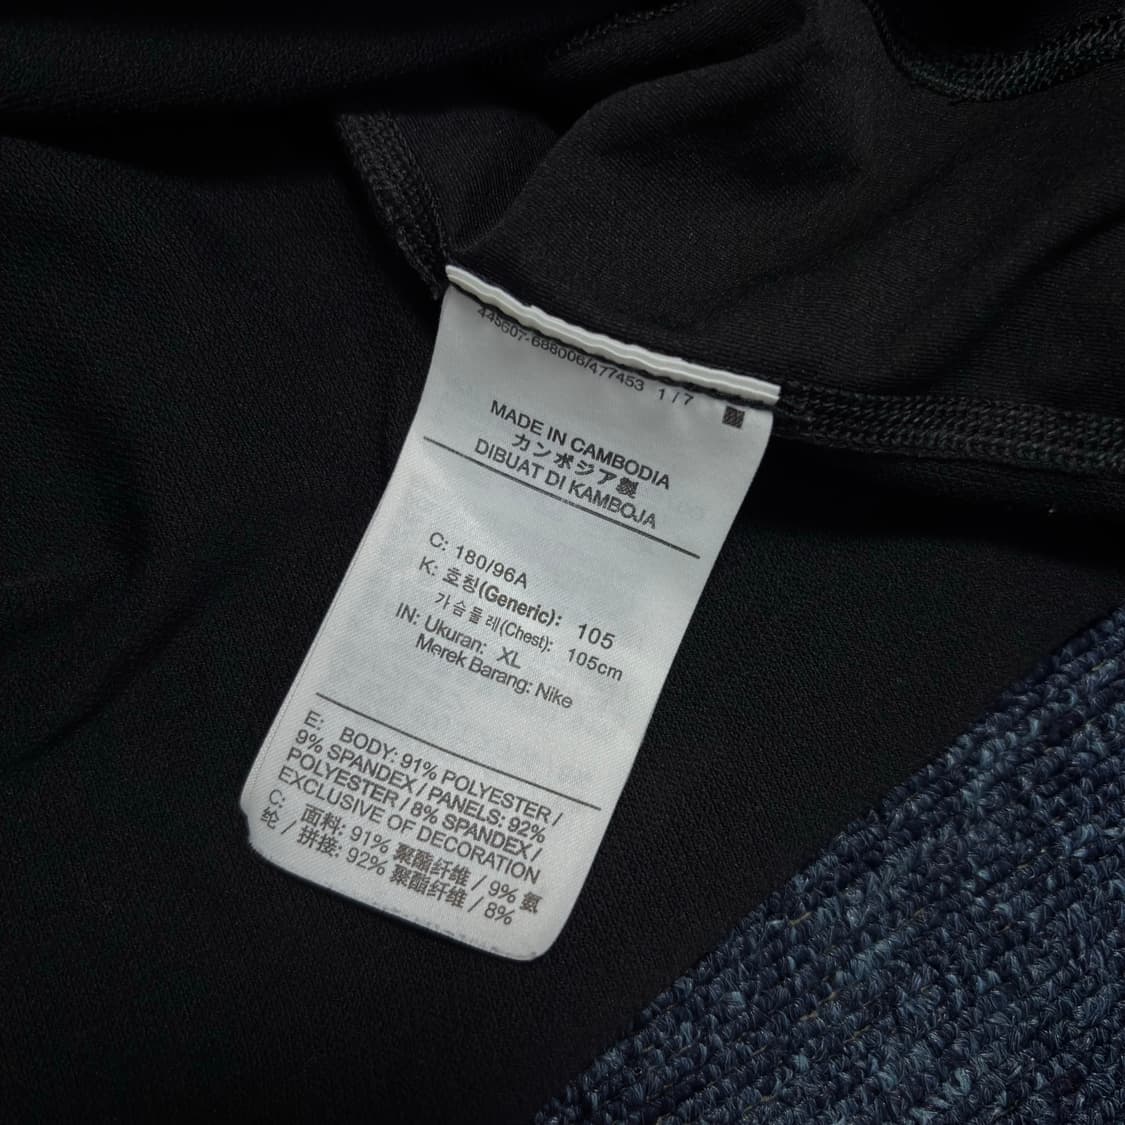 445607-688006/477453 1 / 7
MADE IN CAMBODIA
カンボジア製
DIBUAT DI KAMBOJA
C: 180/96A
K: 호칭(Generic): 105
가슴둘레(Chest): 105cm
IN: Ukuran: XL
Merek Barang: Nike
E: BODY: 91% POLYESTER /
9% SPANDEX / PANELS: 92%
POLYESTER / 8% SPANDEX /
EXCLUSIVE OF DECORATION
C: 面料: 91% 聚酯纤维 / 9% 氨
纶 / 拼接: 92% 聚酯纤维 / 8%